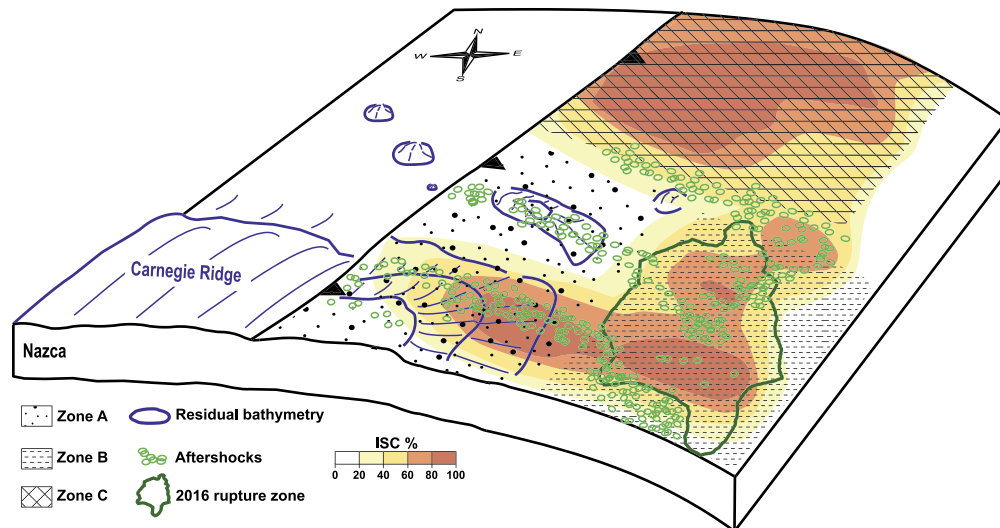 N
W
E
S
Carnegie Ridge
Nazca
Zone A
Residual bathymetry
Zone B
Aftershocks
Zone C
2016 rupture zone
ISC %
0 20 40 60 80 100